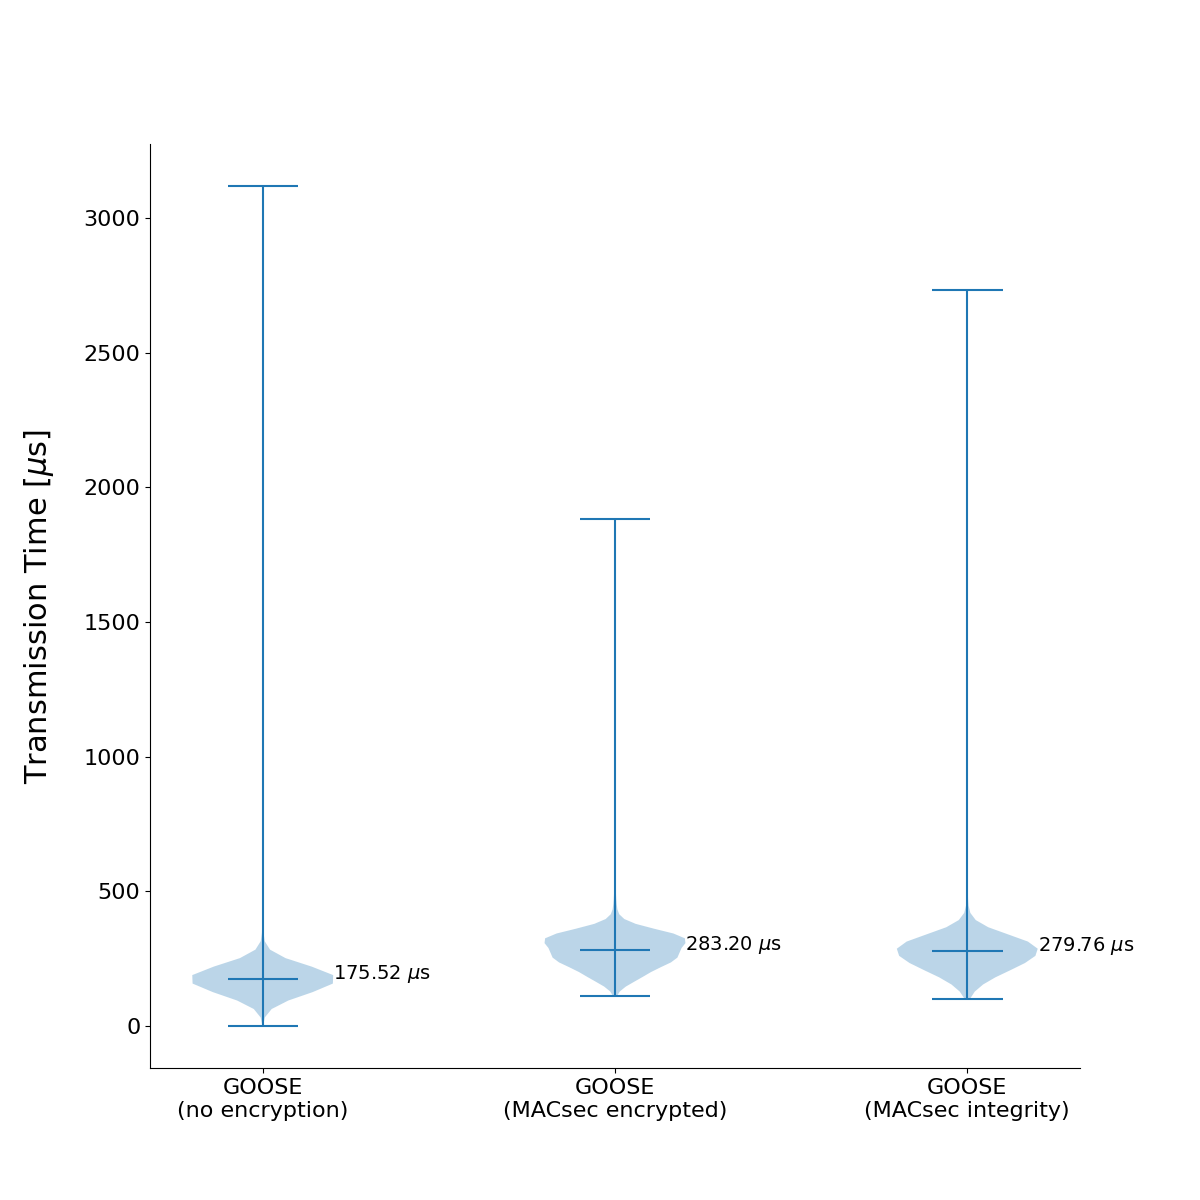 Transmission Time [μs]
3000
2500
2000
1500
1000
500
0
175.52 μs
283.20 μs
279.76 μs
GOOSE
(no encryption)
GOOSE
(MACsec encrypted)
GOOSE
(MACsec integrity)